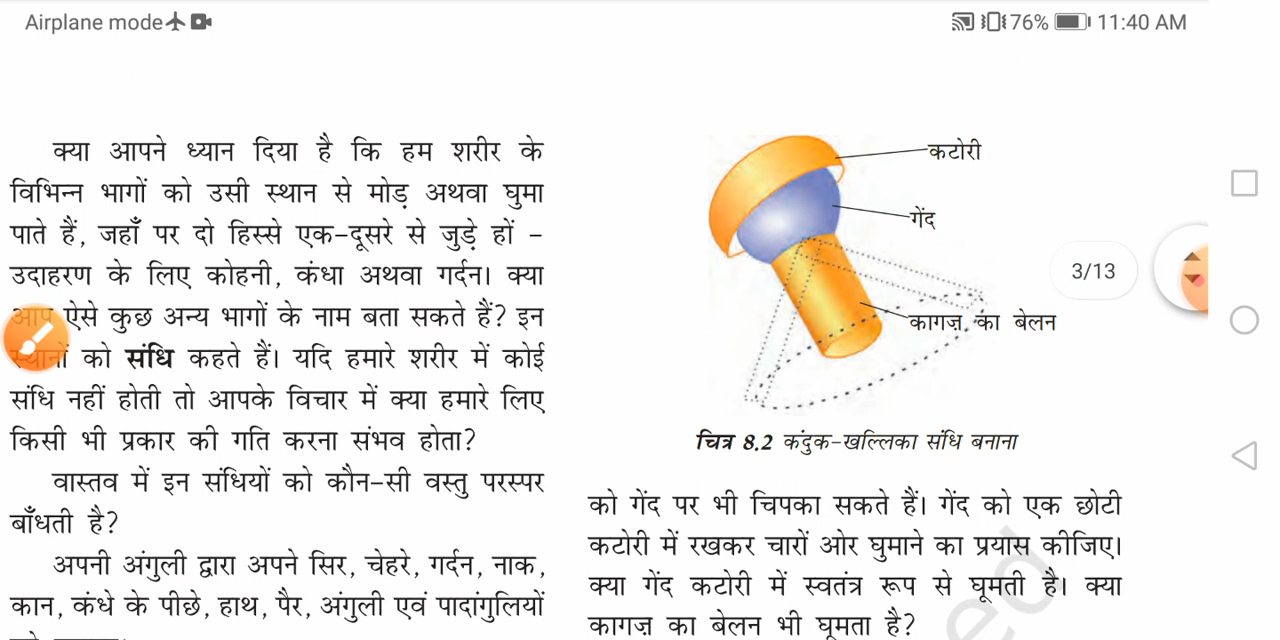 Airplane mode
76% 11:40 AM
क्या आपने ध्यान दिया है कि हम शरीर के
विभिन्न भागों को उसी स्थान से मोड़ अथवा घुमा
पाते हैं, जहाँ पर दो हिस्से एक-दूसरे से जुड़े हों –
उदाहरण के लिए कोहनी, कंधा अथवा गर्दन। क्या
आप ऐसे कुछ अन्य भागों के नाम बता सकते हैं? इन
स्थानों को संधि कहते हैं। यदि हमारे शरीर में कोई
संधि नहीं होती तो आपके विचार में क्या हमारे लिए
किसी भी प्रकार की गति करना संभव होता?
वास्तव में इन संधियों को कौन-सी वस्तु परस्पर
बाँधती है?
अपनी अंगुली द्वारा अपने सिर, चेहरे, गर्दन, नाक,
कान, कंधे के पीछे, हाथ, पैर, अंगुली एवं पादांगुलियों
कटोरी
गेंद
कागज़ का बेलन
चित्र 8.2 कंदुक-खल्लिका संधि बनाना
को गेंद पर भी चिपका सकते हैं। गेंद को एक छोटी
कटोरी में रखकर चारों ओर घुमाने का प्रयास कीजिए।
क्या गेंद कटोरी में स्वतंत्र रूप से घूमती है। क्या
कागज़ का बेलन भी घूमता है?
3/13